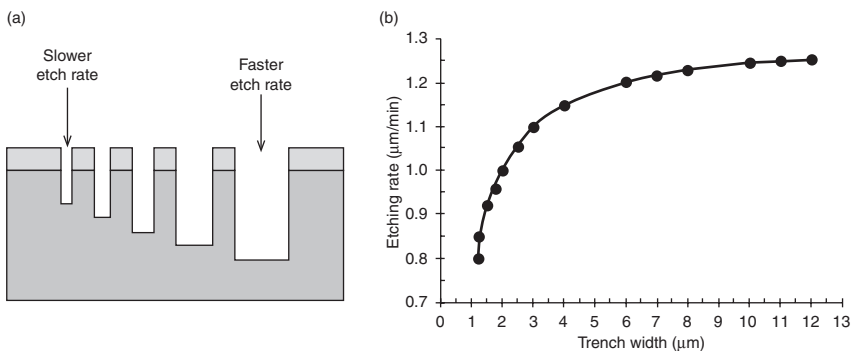 (a)
Slower
etch rate
Faster
etch rate
(b)
1.3
1.2
1.1
1.0
0.9
0.8
0.7
Etching rate (μm/min)
0 1 2 3 4 5 6 7 8 9 10 11 12 13
Trench width (μm)